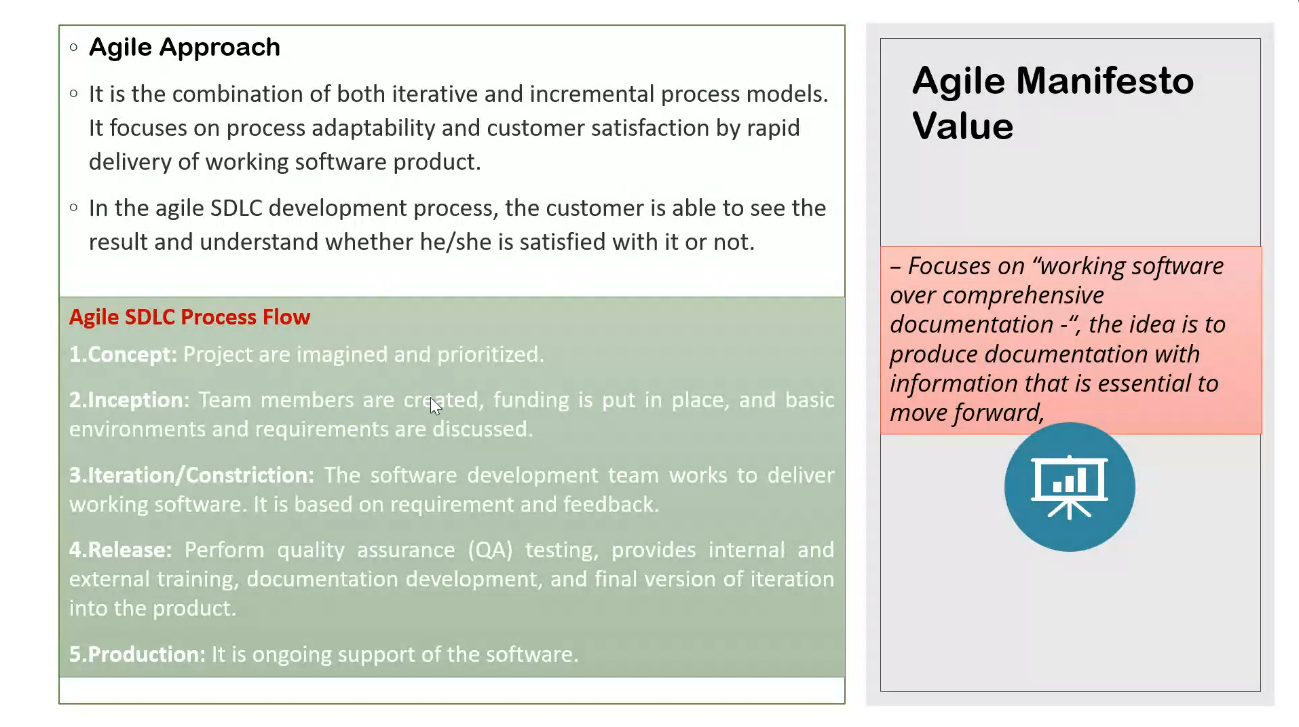 Agile Approach
It is the combination of both iterative and incremental process models.
It focuses on process adaptability and customer satisfaction by rapid
delivery of working software product.
In the agile SDLC development process, the customer is able to see the
result and understand whether he/she is satisfied with it or not.
Agile SDLC Process Flow
1.Concept: Project are imagined and prioritized.
2.Inception: Team members are created, funding is put in place, and basic
environments and requirements are discussed.
3.Iteration/Constriction: The software development team works to deliver
working software. It is based on requirement and feedback.
4.Release: Perform quality assurance (QA) testing, provides internal and
external training, documentation development, and final version of iteration
into the product.
5.Production: It is ongoing support of the software.
Agile Manifesto
Value
– Focuses on “working software
over comprehensive
documentation -“, the idea is to
produce documentation with
information that is essential to
move forward,